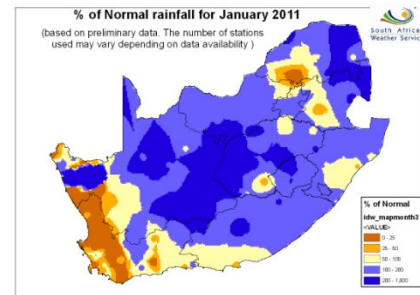 % of Normal rainfall for January 2011
(based on preliminary data. The number of stations
used may vary depending on data availability )
South Africa
Weather Servic
% of Normal
idw_mapmonth3
<VALUE>
0 - 25
25 - 50
50 - 100
100 - 200
200 - 1,800